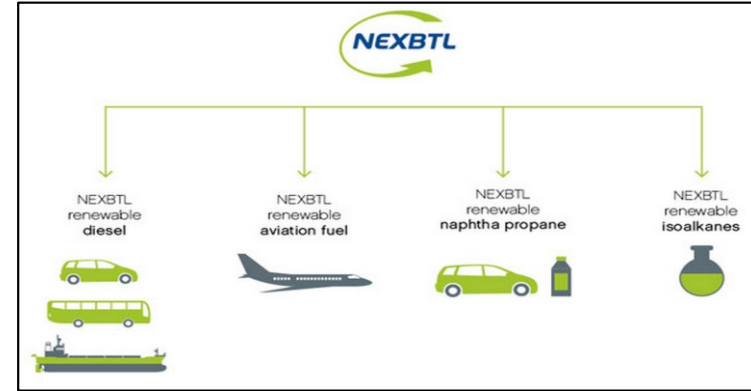 NEXBTL
NEXBTL
renewable
diesel
NEXBTL
renewable
aviation fuel
NEXBTL
renewable
naphtha propane
NEXBTL
renewable
isoalkanes